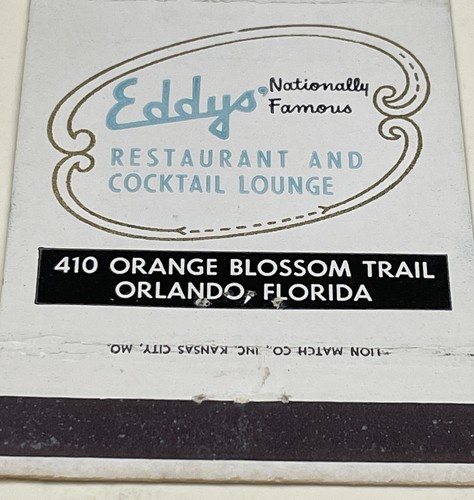 Eddys' Nationally
Famous
RESTAURANT AND
COCKTAIL LOUNGE
410 ORANGE BLOSSOM TRAIL
ORLANDO, FLORIDA
LION MATCH CO., INC. KANSAS CITY, MO.